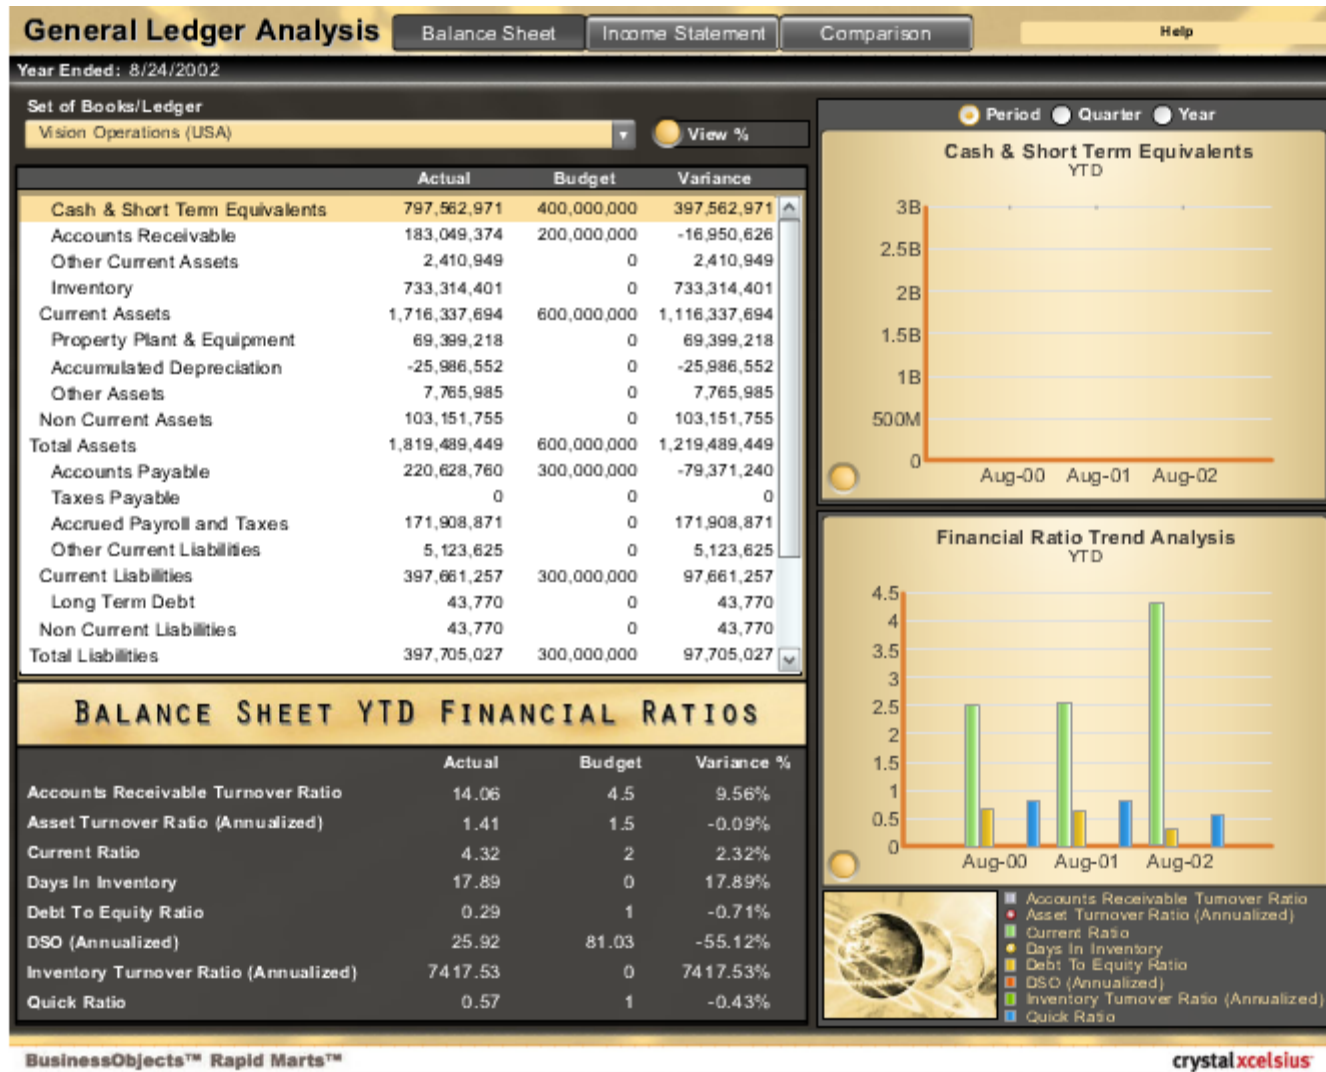 General Ledger Analysis Balance Sheet Income Statement Comparison Help
Year Ended: 8/24/2002
Set of Books/Ledger
Vision Operations (USA) View %
Actual Budget Variance
Cash & Short Term Equivalents 797,562,971 400,000,000 397,562,971
Accounts Receivable 183,049,374 200,000,000 -16,950,626
Other Current Assets 2,410,949 0 2,410,949
Inventory 733,314,401 0 733,314,401
Current Assets 1,716,337,694 600,000,000 1,116,337,694
Property Plant & Equipment 69,399,218 0 69,399,218
Accumulated Depreciation -25,986,552 0 -25,986,552
Other Assets 7,765,985 0 7,765,985
Non Current Assets 103,151,755 0 103,151,755
Total Assets 1,819,489,449 600,000,000 1,219,489,449
Accounts Payable 220,628,760 300,000,000 -79,371,240
Taxes Payable 0 0 0
Accrued Payroll and Taxes 171,908,871 0 171,908,871
Other Current Liabilities 5,123,625 0 5,123,625
Current Liabilities 397,661,257 300,000,000 97,661,257
Long Term Debt 43,770 0 43,770
Non Current Liabilities 43,770 0 43,770
Total Liabilities 397,705,027 300,000,000 97,705,027
BALANCE SHEET YTD FINANCIAL RATIOS
Actual Budget Variance %
Accounts Receivable Turnover Ratio 14.06 4.5 9.56%
Asset Turnover Ratio (Annualized) 1.41 1.5 -0.09%
Current Ratio 4.32 2 2.32%
Days In Inventory 17.89 0 17.89%
Debt To Equity Ratio 0.29 1 -0.71%
DSO (Annualized) 25.92 81.03 -55.12%
Inventory Turnover Ratio (Annualized) 7417.53 0 7417.53%
Quick Ratio 0.57 1 -0.43%
Period Quarter Year
Cash & Short Term Equivalents
YTD
3B
2.5B
2B
1.5B
1B
500M
0
Aug-00 Aug-01 Aug-02
Financial Ratio Trend Analysis
YTD
4.5
4
3.5
3
2.5
2
1.5
1
0.5
0
Aug-00 Aug-01 Aug-02
Accounts Receivable Turnover Ratio
Asset Turnover Ratio (Annualized)
Current Ratio
Days In Inventory
Debt To Equity Ratio
DSO (Annualized)
Inventory Turnover Ratio (Annualized)
Quick Ratio
BusinessObjects™ Rapid Marts™ crystalxcelsius